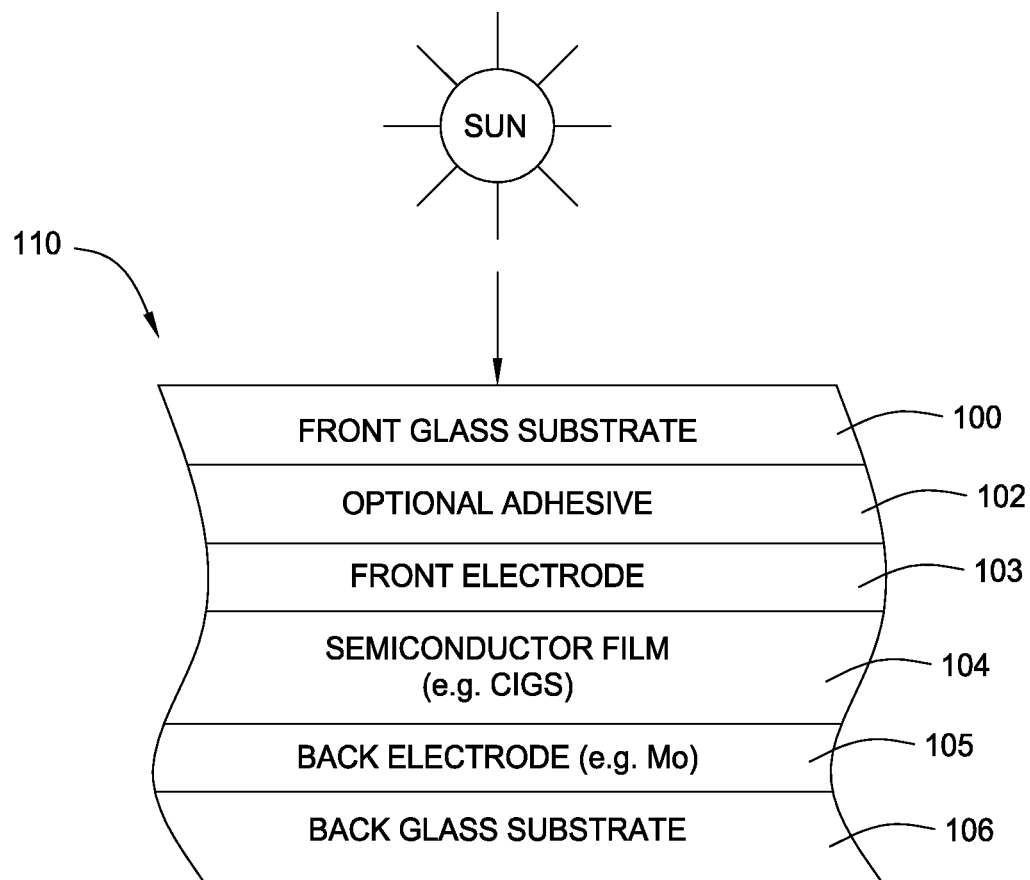 SUN
110
FRONT GLASS SUBSTRATE
100
OPTIONAL ADHESIVE
102
FRONT ELECTRODE
103
SEMICONDUCTOR FILM
(e.g. CIGS)
104
BACK ELECTRODE (e.g. Mo)
105
BACK GLASS SUBSTRATE
106